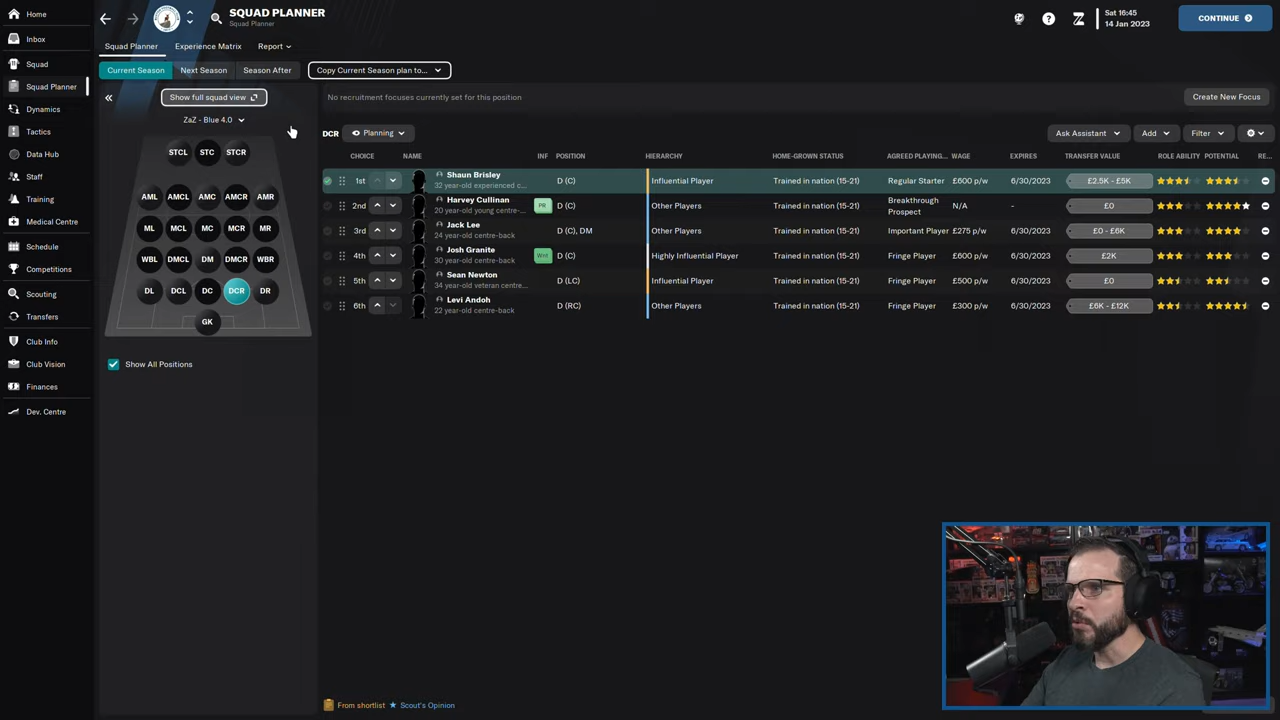 Home
Inbox
Squad
Squad Planner
Dynamics
Tactics
Data Hub
Staff
Training
Medical Centre
Schedule
Competitions
Scouting
Transfers
Club Info
Club Vision
Finances
Dev. Centre
SQUAD PLANNER
Squad Planner
Sat 16:45
14 Jan 2023
CONTINUE
Squad Planner Experience Matrix Report
Current Season Next Season Season After Copy Current Season plan to...
Show full squad view
ZaZ - Blue 4.0
STCL STC STCR
AML AMCL AMC AMCR AMR
ML MCL MC MCR MR
WBL DMCL DM DMCR WBR
DL DCL DC DCR DR
GK
Show All Positions
No recruitment focuses currently set for this position Create New Focus
DCR Planning Ask Assistant Add Filter
CHOICE NAME INF POSITION HIERARCHY HOME-GROWN STATUS AGREED PLAYING... WAGE EXPIRES TRANSFER VALUE ROLE ABILITY POTENTIAL RE...
1st Shaun Brisley D (C) Influential Player Trained in nation (15-21) Regular Starter £600 p/w 6/30/2023 £2.5K - £5K
32 year-old experienced c...
2nd Harvey Cullinan PR D (C) Other Players Trained in nation (15-21) Breakthrough Prospect N/A - £0
20 year-old young centre-...
3rd Jack Lee D (C), DM Other Players Trained in nation (15-21) Important Player £275 p/w 6/30/2023 £0 - £6K
24 year-old centre-back
4th Josh Granite Wnt D (C) Highly Influential Player Trained in nation (15-21) Fringe Player £600 p/w 6/30/2023 £2K
30 year-old centre-back
5th Sean Newton D (LC) Influential Player Trained in nation (15-21) Fringe Player £600 p/w 6/30/2023 £0
34 year-old veteran centre...
6th Levi Andoh D (RC) Other Players Trained in nation (15-21) Fringe Player £300 p/w 6/30/2023 £6K - £12K
22 year-old centre-back
From shortlist Scout's Opinion